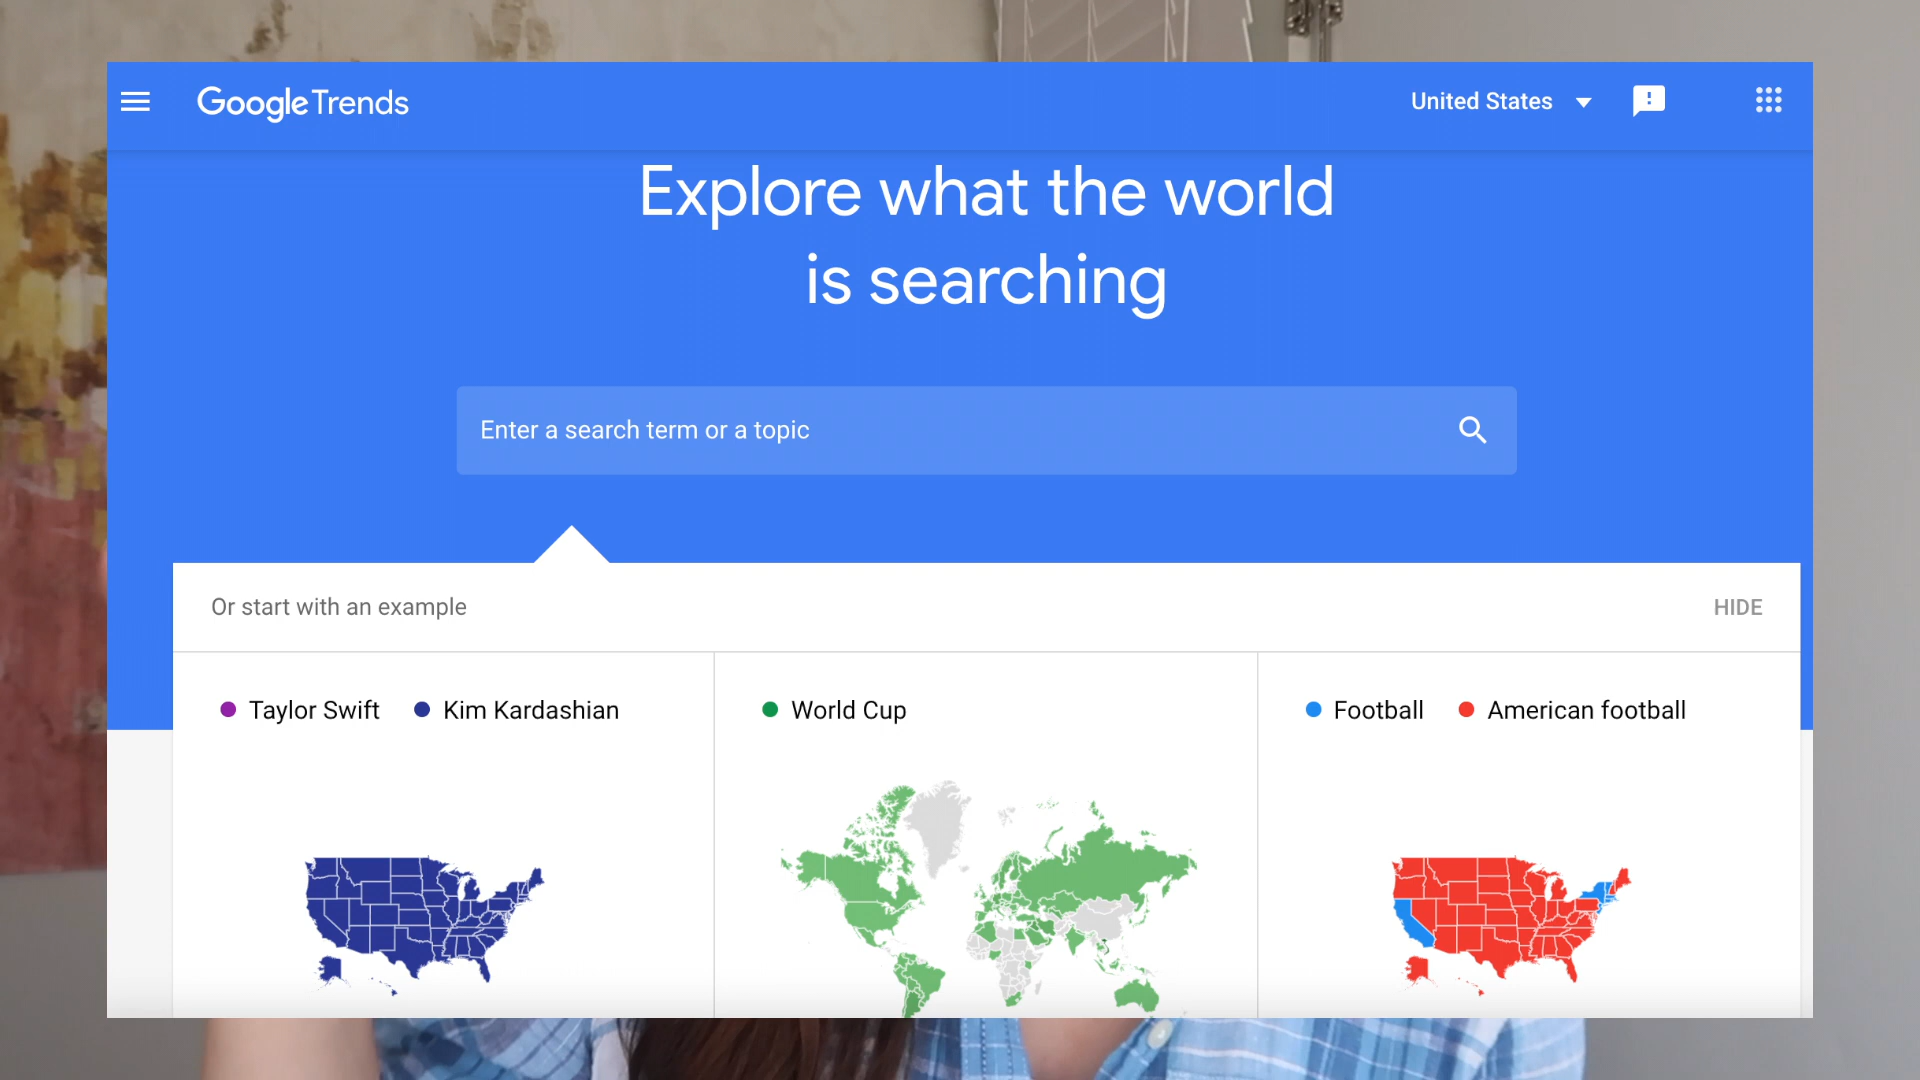 Google Trends
United States
Explore what the world
is searching
Enter a search term or a topic
Or start with an example
HIDE
Taylor Swift Kim Kardashian
World Cup
Football American football